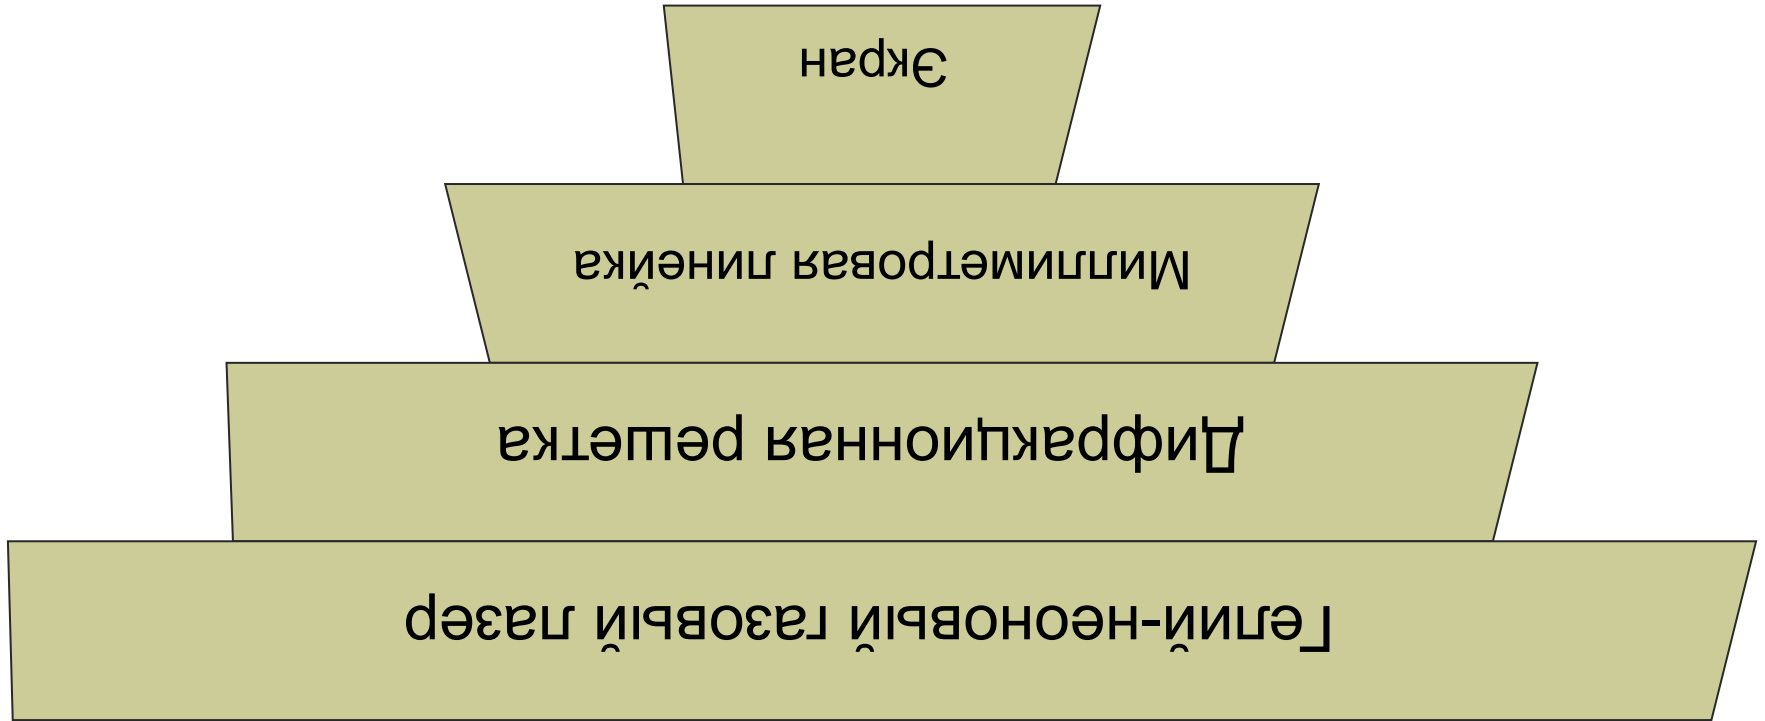 Гелий-неоновый газовый лазер
Дифракционная решетка
Миллиметровая линейка
Экран